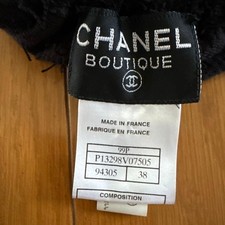 CHANEL
BOUTIQUE
MADE IN FRANCE
FABRIQUE EN FRANCE
99P
P13298V07505
94305 38
COMPOSITION